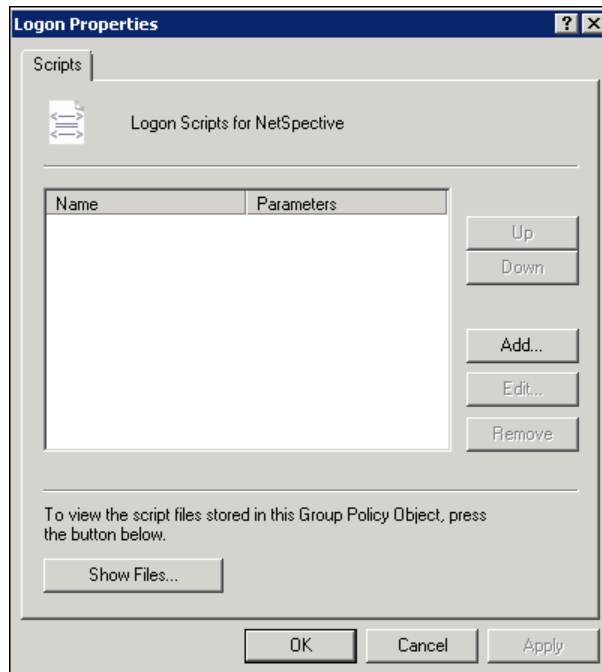 Logon Properties
Scripts
Logon Scripts for NetSpective
Name Parameters
Up
Down
Add...
Edit...
Remove
To view the script files stored in this Group Policy Object, press
the button below.
Show Files...
OK Cancel Apply